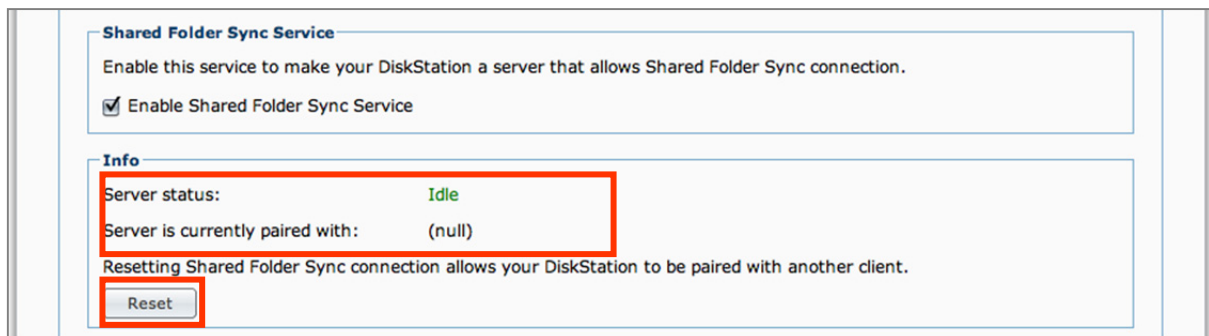 Shared Folder Sync Service
Enable this service to make your DiskStation a server that allows Shared Folder Sync connection.
Enable Shared Folder Sync Service
Info
Server status: Idle
Server is currently paired with: (null)
Resetting Shared Folder Sync connection allows your DiskStation to be paired with another client.
Reset